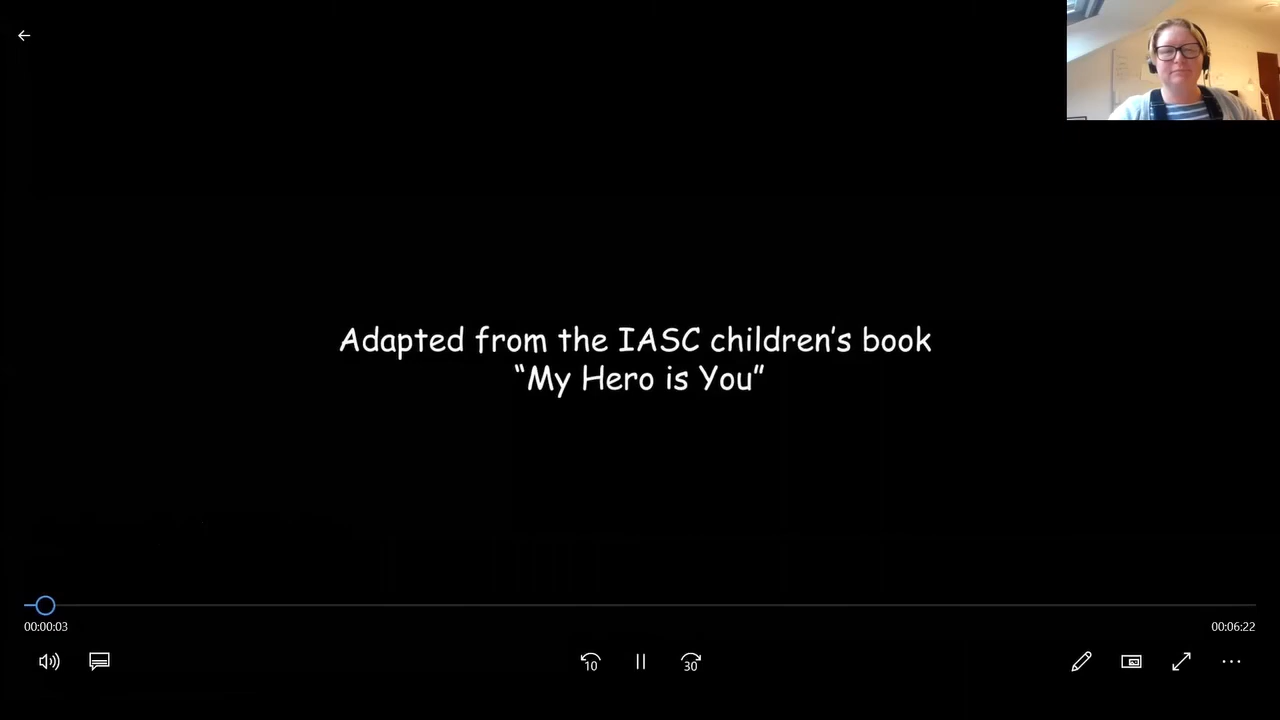 Adapted from the IASC children's book
“My Hero is You”
00:00:03
00:06:22
10
30